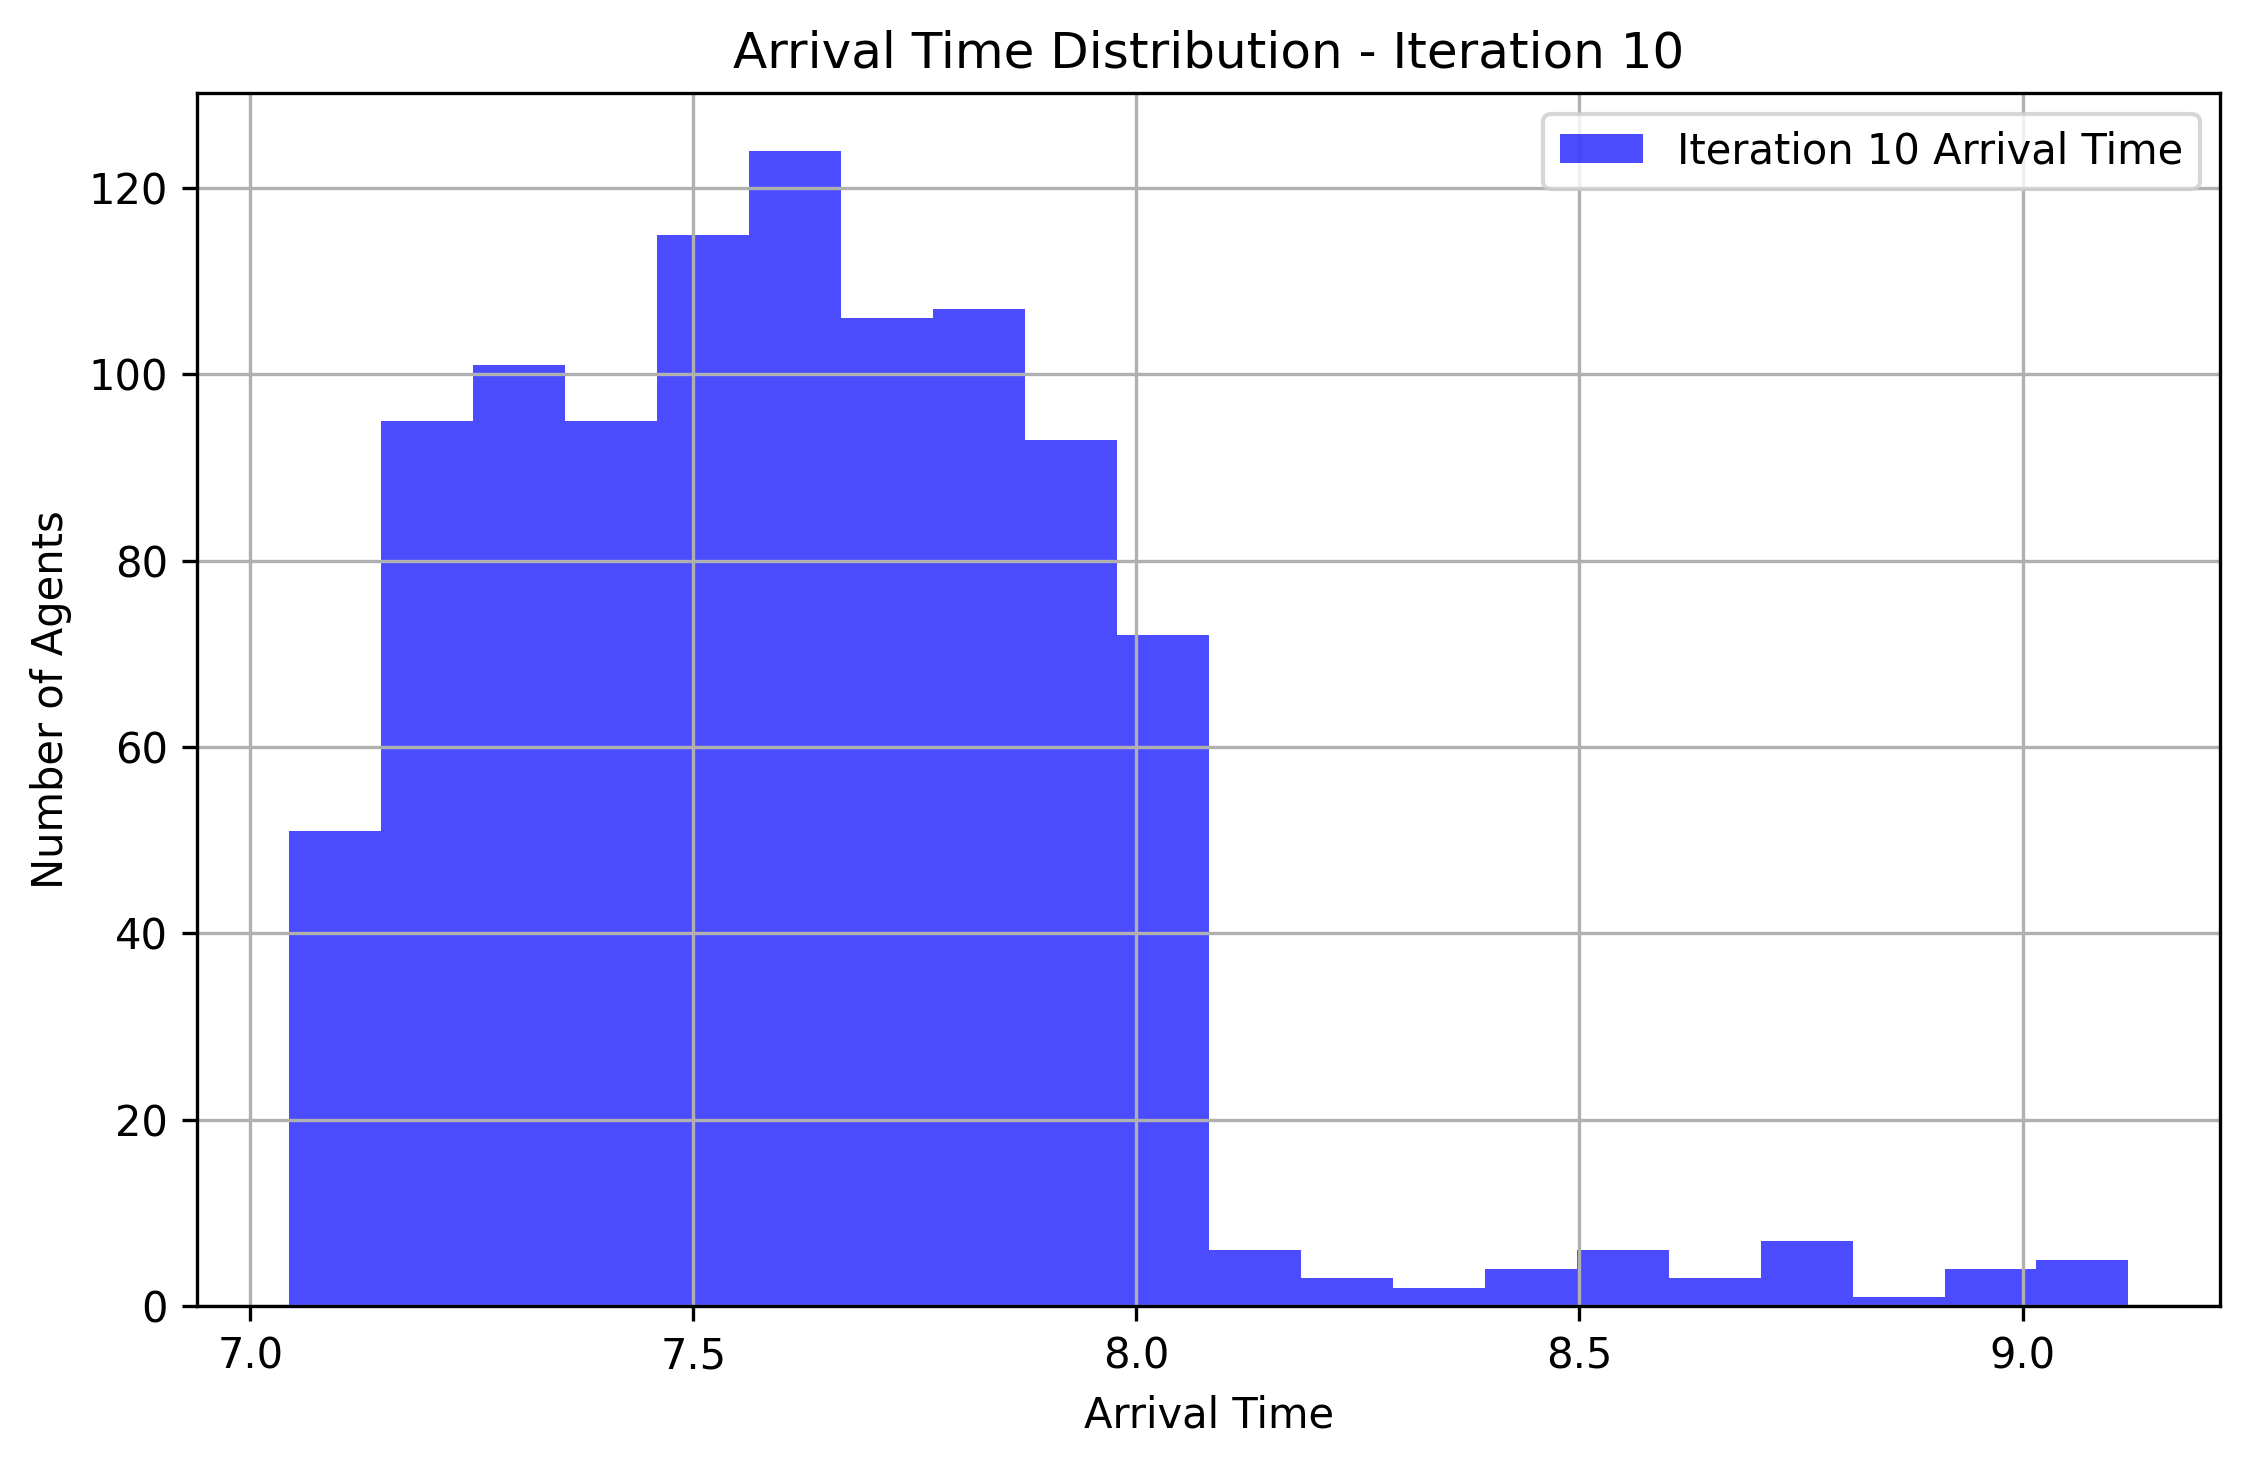 Arrival Time Distribution - Iteration 10
Iteration 10 Arrival Time
Number of Agents
120
100
80
60
40
20
0
7.0 7.5 8.0 8.5 9.0
Arrival Time